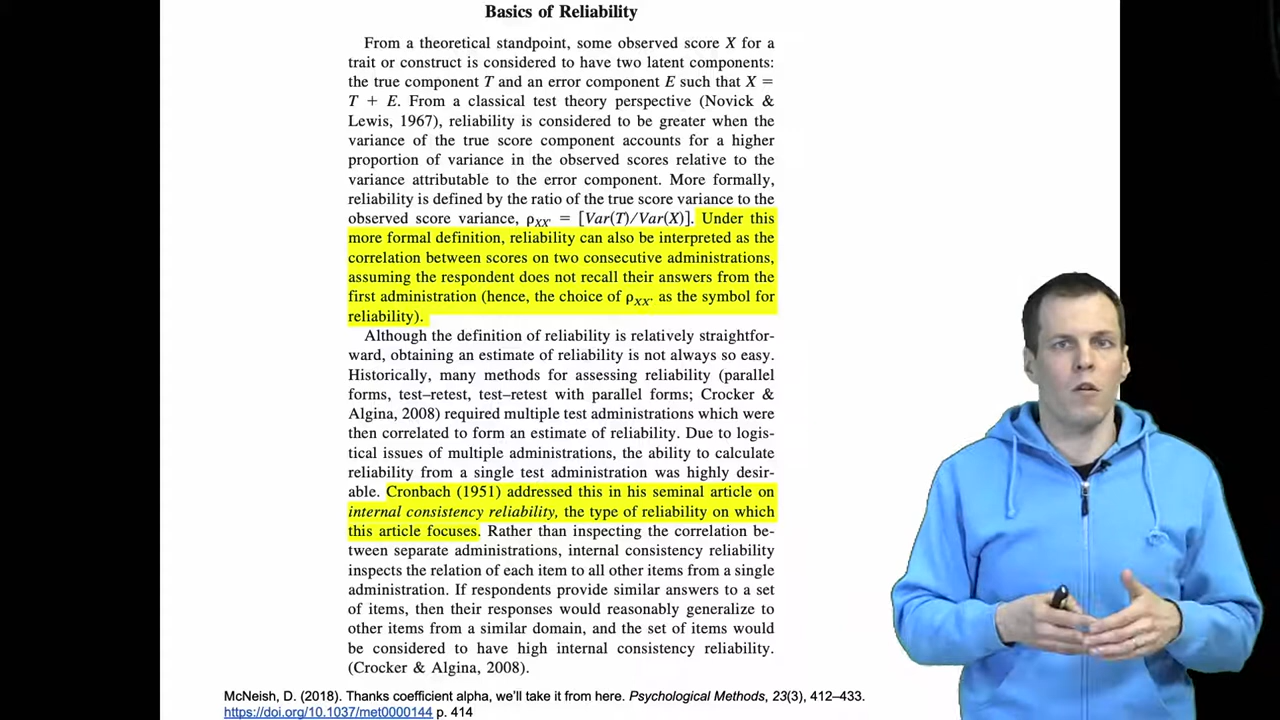 Basics of Reliability
From a theoretical standpoint, some observed score X for a
trait or construct is considered to have two latent components:
the true component T and an error component E such that X =
T + E. From a classical test theory perspective (Novick &
Lewis, 1967), reliability is considered to be greater when the
variance of the true score component accounts for a higher
proportion of variance in the observed scores relative to the
variance attributable to the error component. More formally,
reliability is defined by the ratio of the true score variance to the
observed score variance, ρXX' = [Var(T)/Var(X)]. Under this
more formal definition, reliability can also be interpreted as the
correlation between scores on two consecutive administrations,
assuming the respondent does not recall their answers from the
first administration (hence, the choice of ρXX' as the symbol for
reliability).
Although the definition of reliability is relatively straightfor-
ward, obtaining an estimate of reliability is not always so easy.
Historically, many methods for assessing reliability (parallel
forms, test–retest, test–retest with parallel forms; Crocker &
Algina, 2008) required multiple test administrations which were
then correlated to form an estimate of reliability. Due to logis-
tical issues of multiple administrations, the ability to calculate
reliability from a single test administration was highly desir-
able. Cronbach (1951) addressed this in his seminal article on
internal consistency reliability, the type of reliability on which
this article focuses. Rather than inspecting the correlation be-
tween separate administrations, internal consistency reliability
inspects the relation of each item to all other items from a single
administration. If respondents provide similar answers to a set
of items, then their responses would reasonably generalize to
other items from a similar domain, and the set of items would
be considered to have high internal consistency reliability.
(Crocker & Algina, 2008).
McNeish, D. (2018). Thanks coefficient alpha, we'll take it from here. Psychological Methods, 23(3), 412–433.
https://doi.org/10.1037/met0000144 p. 414